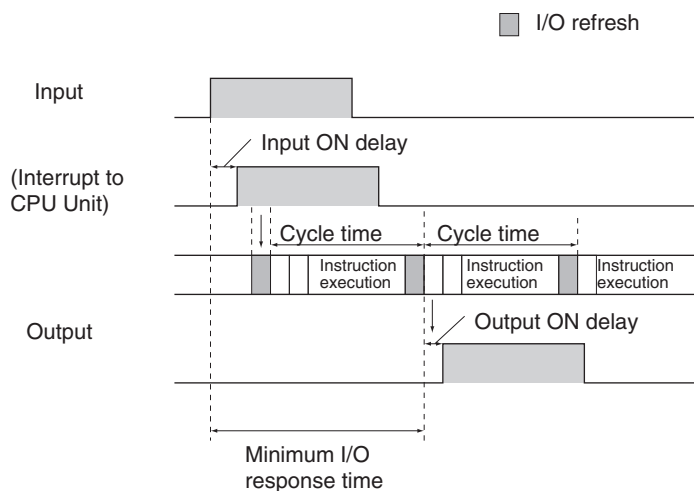 I/O refresh
Input
Input ON delay
(Interrupt to
CPU Unit)
Cycle time
Cycle time
Instruction
execution
Instruction
execution
Instruction
execution
Output
Output ON delay
Minimum I/O
response time